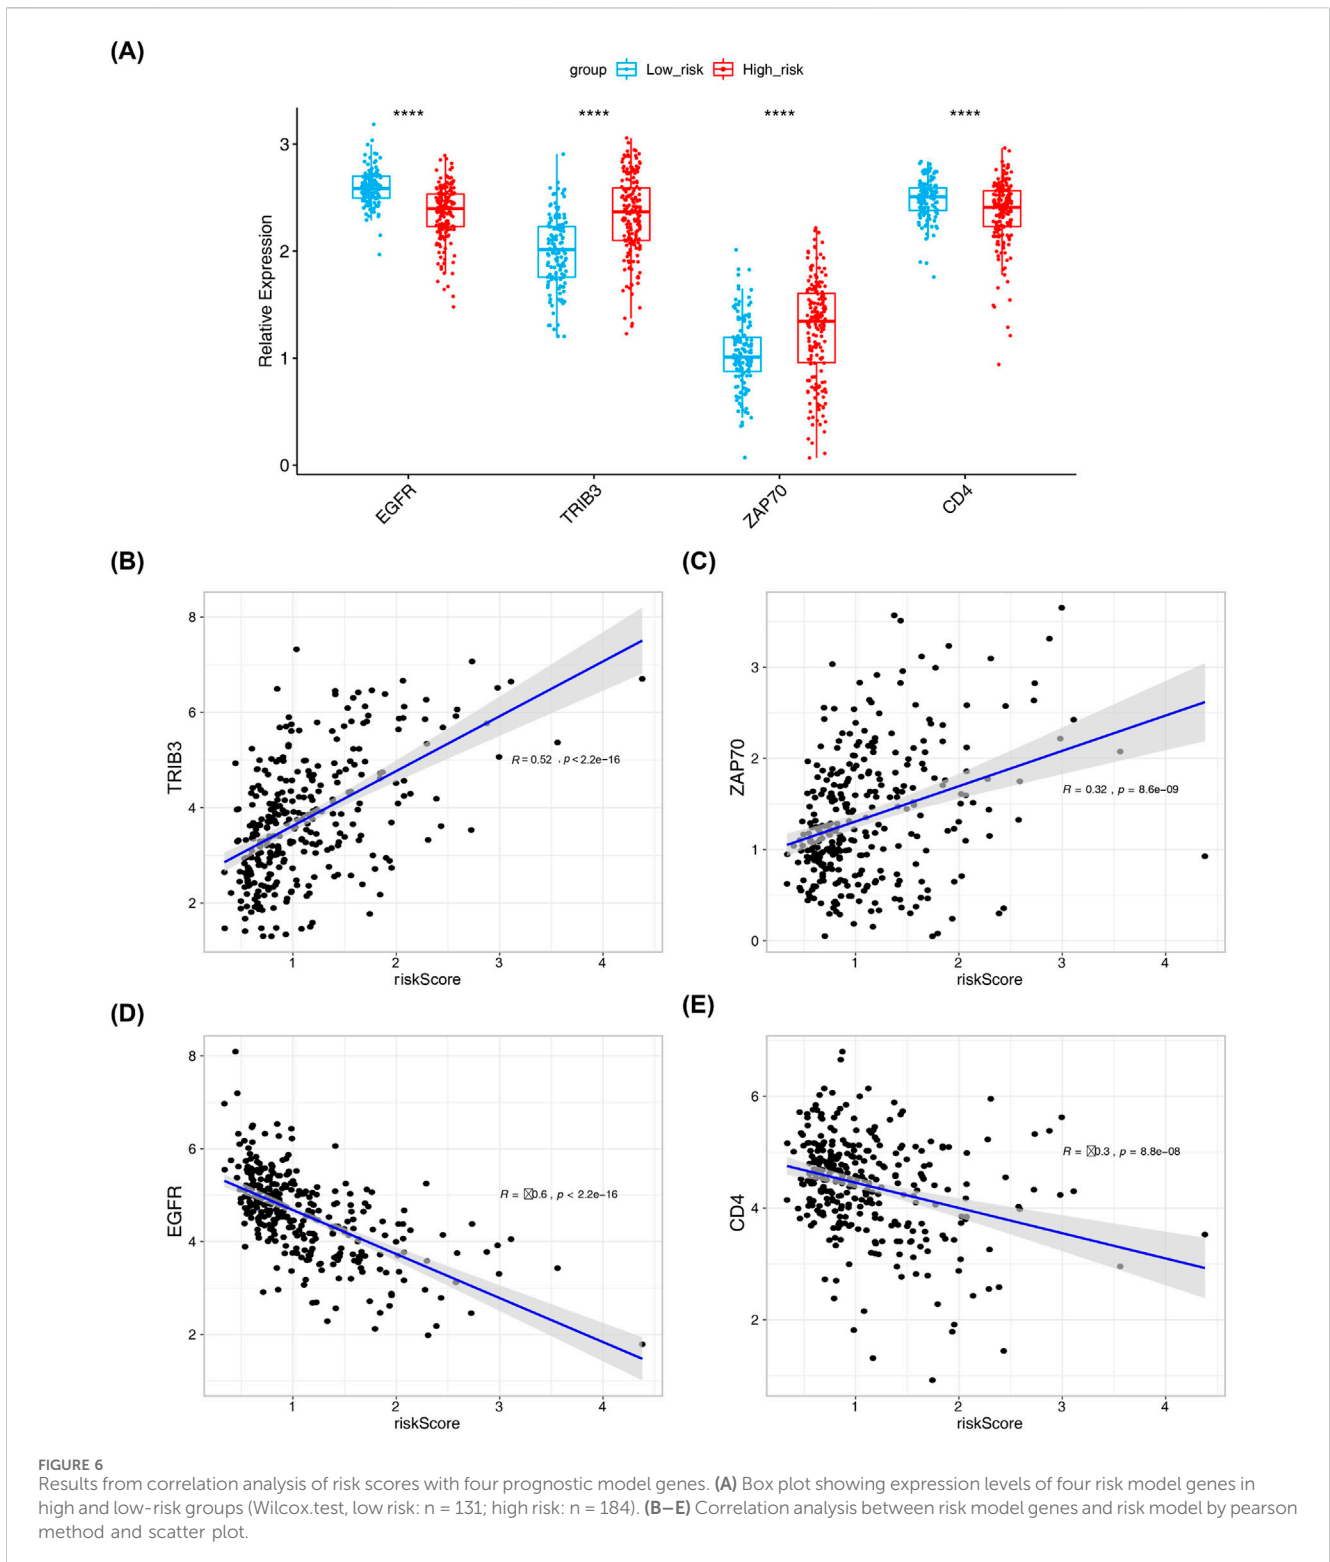 (A)
group Low_risk High_risk
**** **** **** ****
Relative Expression
3
2
1
0
EGFR TRIB3 ZAP70 CD4
(B)
TRIB3
8
6
4
2
R = 0.52 , p < 2.2e−16
1 2 3 4
riskScore
(C)
ZAP70
3
2
1
0
R = 0.32 , p = 8.6e−09
1 2 3 4
riskScore
(D)
EGFR
8
6
4
2
R = 0.6 , p < 2.2e−16
1 2 3 4
riskScore
(E)
CD4
6
4
2
R = 0.3 , p = 8.8e−08
1 2 3 4
riskScore
FIGURE 6
Results from correlation analysis of risk scores with four prognostic model genes. (A) Box plot showing expression levels of four risk model genes in
high and low-risk groups (Wilcox.test, low risk: n = 131; high risk: n = 184). (B–E) Correlation analysis between risk model genes and risk model by pearson
method and scatter plot.